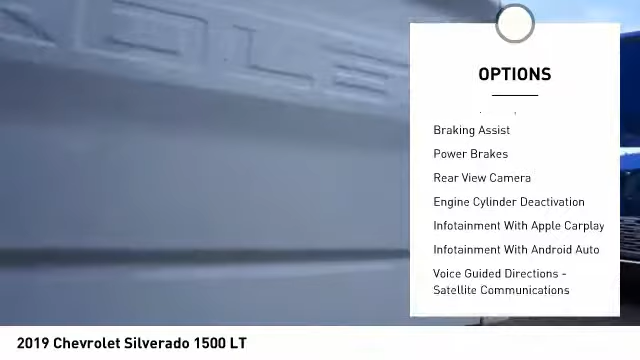 OPTIONS
Braking Assist
Power Brakes
Rear View Camera
Engine Cylinder Deactivation
Infotainment With Apple Carplay
Infotainment With Android Auto
Voice Guided Directions -
Satellite Communications
2019 Chevrolet Silverado 1500 LT